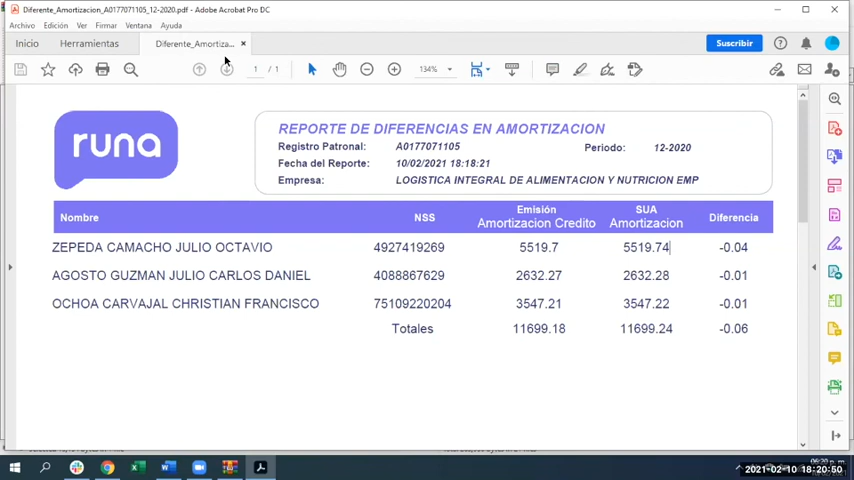 Diferente_Amortizacion_A0177071105_12-2020.pdf - Adobe Acrobat Pro DC
Archivo Edición Ver Firmar Ventana Ayuda
Inicio Herramientas Diferente_Amortiza... × Suscribir
1 / 1 134%
runa
REPORTE DE DIFERENCIAS EN AMORTIZACION
Registro Patronal: A0177071105 Periodo: 12-2020
Fecha del Reporte: 10/02/2021 18:18:21
Empresa: LOGISTICA INTEGRAL DE ALIMENTACION Y NUTRICION EMP
Nombre NSS Emisión Amortizacion Credito SUA Amortizacion Diferencia
ZEPEDA CAMACHO JULIO OCTAVIO 4927419269 5519.7 5519.74 -0.04
AGOSTO GUZMAN JULIO CARLOS DANIEL 4088867629 2632.27 2632.28 -0.01
OCHOA CARVAJAL CHRISTIAN FRANCISCO 75109220204 3547.21 3547.22 -0.01
Totales 11699.18 11699.24 -0.06
2021-02-10 18:20:50